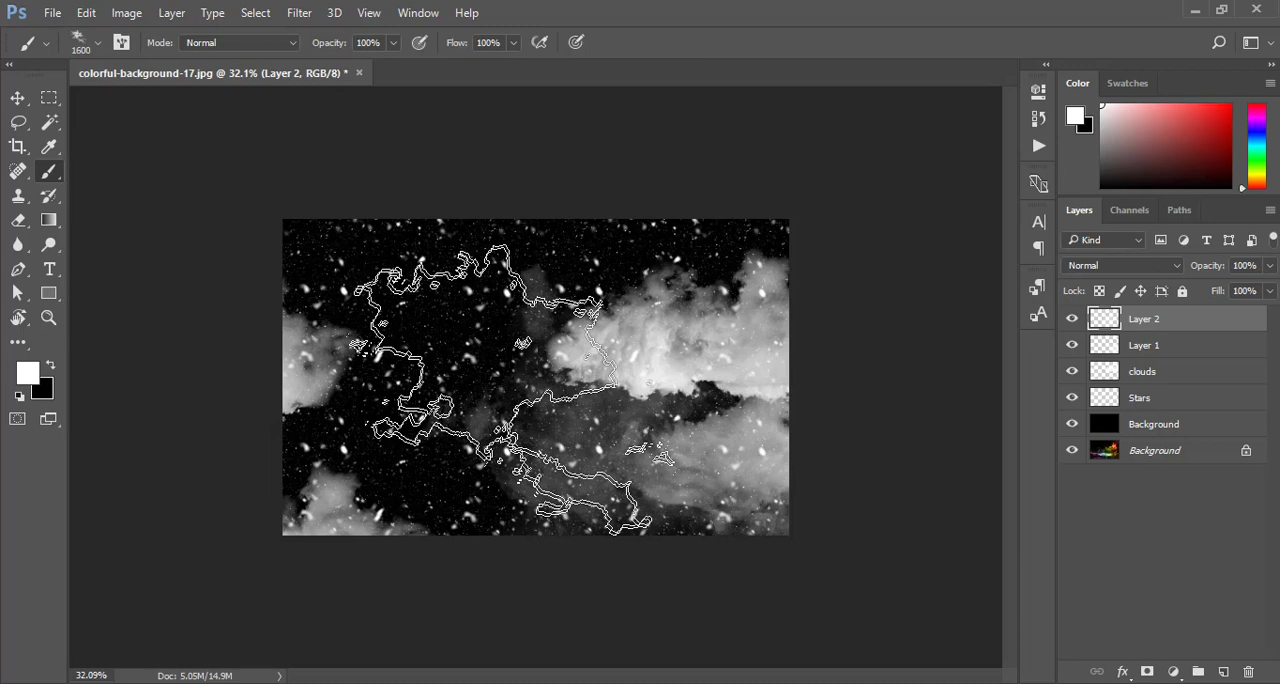 Ps File Edit Image Layer Type Select Filter 3D View Window Help
1600 Mode: Normal Opacity: 100% Flow: 100%
colorful-background-17.jpg @ 32.1% (Layer 2, RGB/8) *
Color Swatches
Layers Channels Paths
Kind
Normal Opacity: 100%
Lock: Fill: 100%
Layer 2
Layer 1
clouds
Stars
Background
Background
32.09% Doc: 5.05M/14.9M